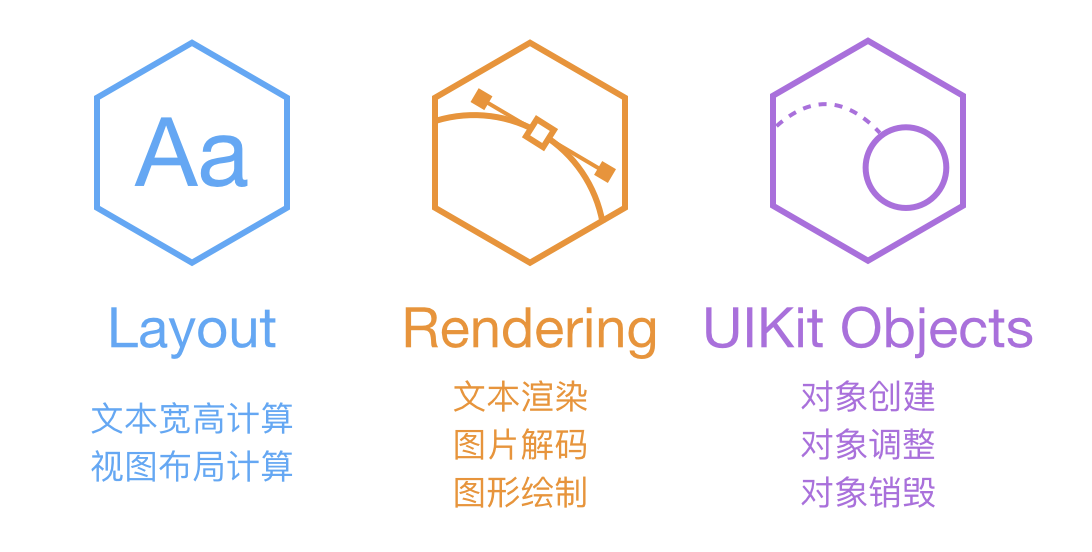 Aa
Layout
文本宽高计算
视图布局计算
Rendering
文本渲染
图片解码
图形绘制
UIKit Objects
对象创建
对象调整
对象销毁